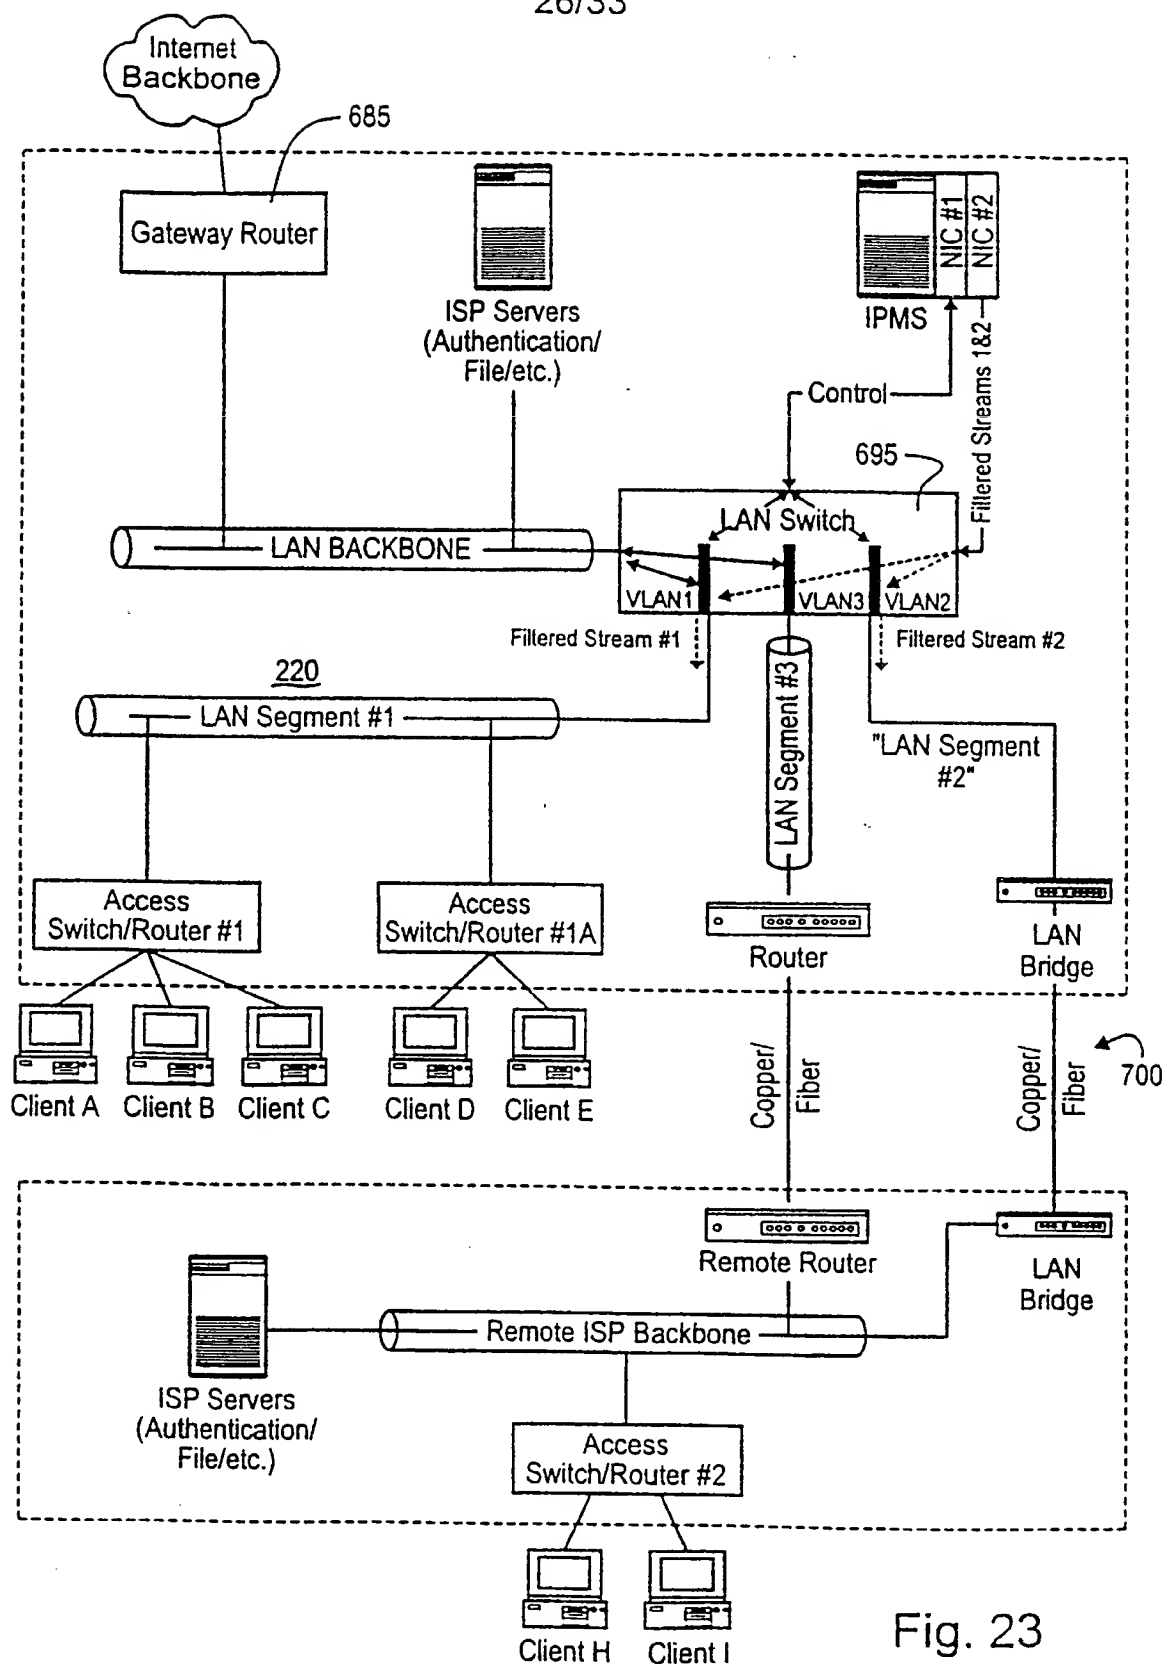 26/33
Internet
Backbone
685
Gateway Router
ISP Servers
(Authentication/
File/etc.)
NIC #1
NIC #2
IPMS
Filtered Streams 1&2
Control
695
LAN Switch
LAN BACKBONE
VLAN1
VLAN3
VLAN2
Filtered Stream #1
Filtered Stream #2
220
LAN Segment #1
LAN Segment #3
"LAN Segment
#2"
Access
Switch/Router #1
Access
Switch/Router #1A
Router
LAN
Bridge
Client A
Client B
Client C
Client D
Client E
Copper/
Fiber
Copper/
Fiber
700
Remote Router
LAN
Bridge
Remote ISP Backbone
ISP Servers
(Authentication/
File/etc.)
Access
Switch/Router #2
Client H
Client I
Fig. 23